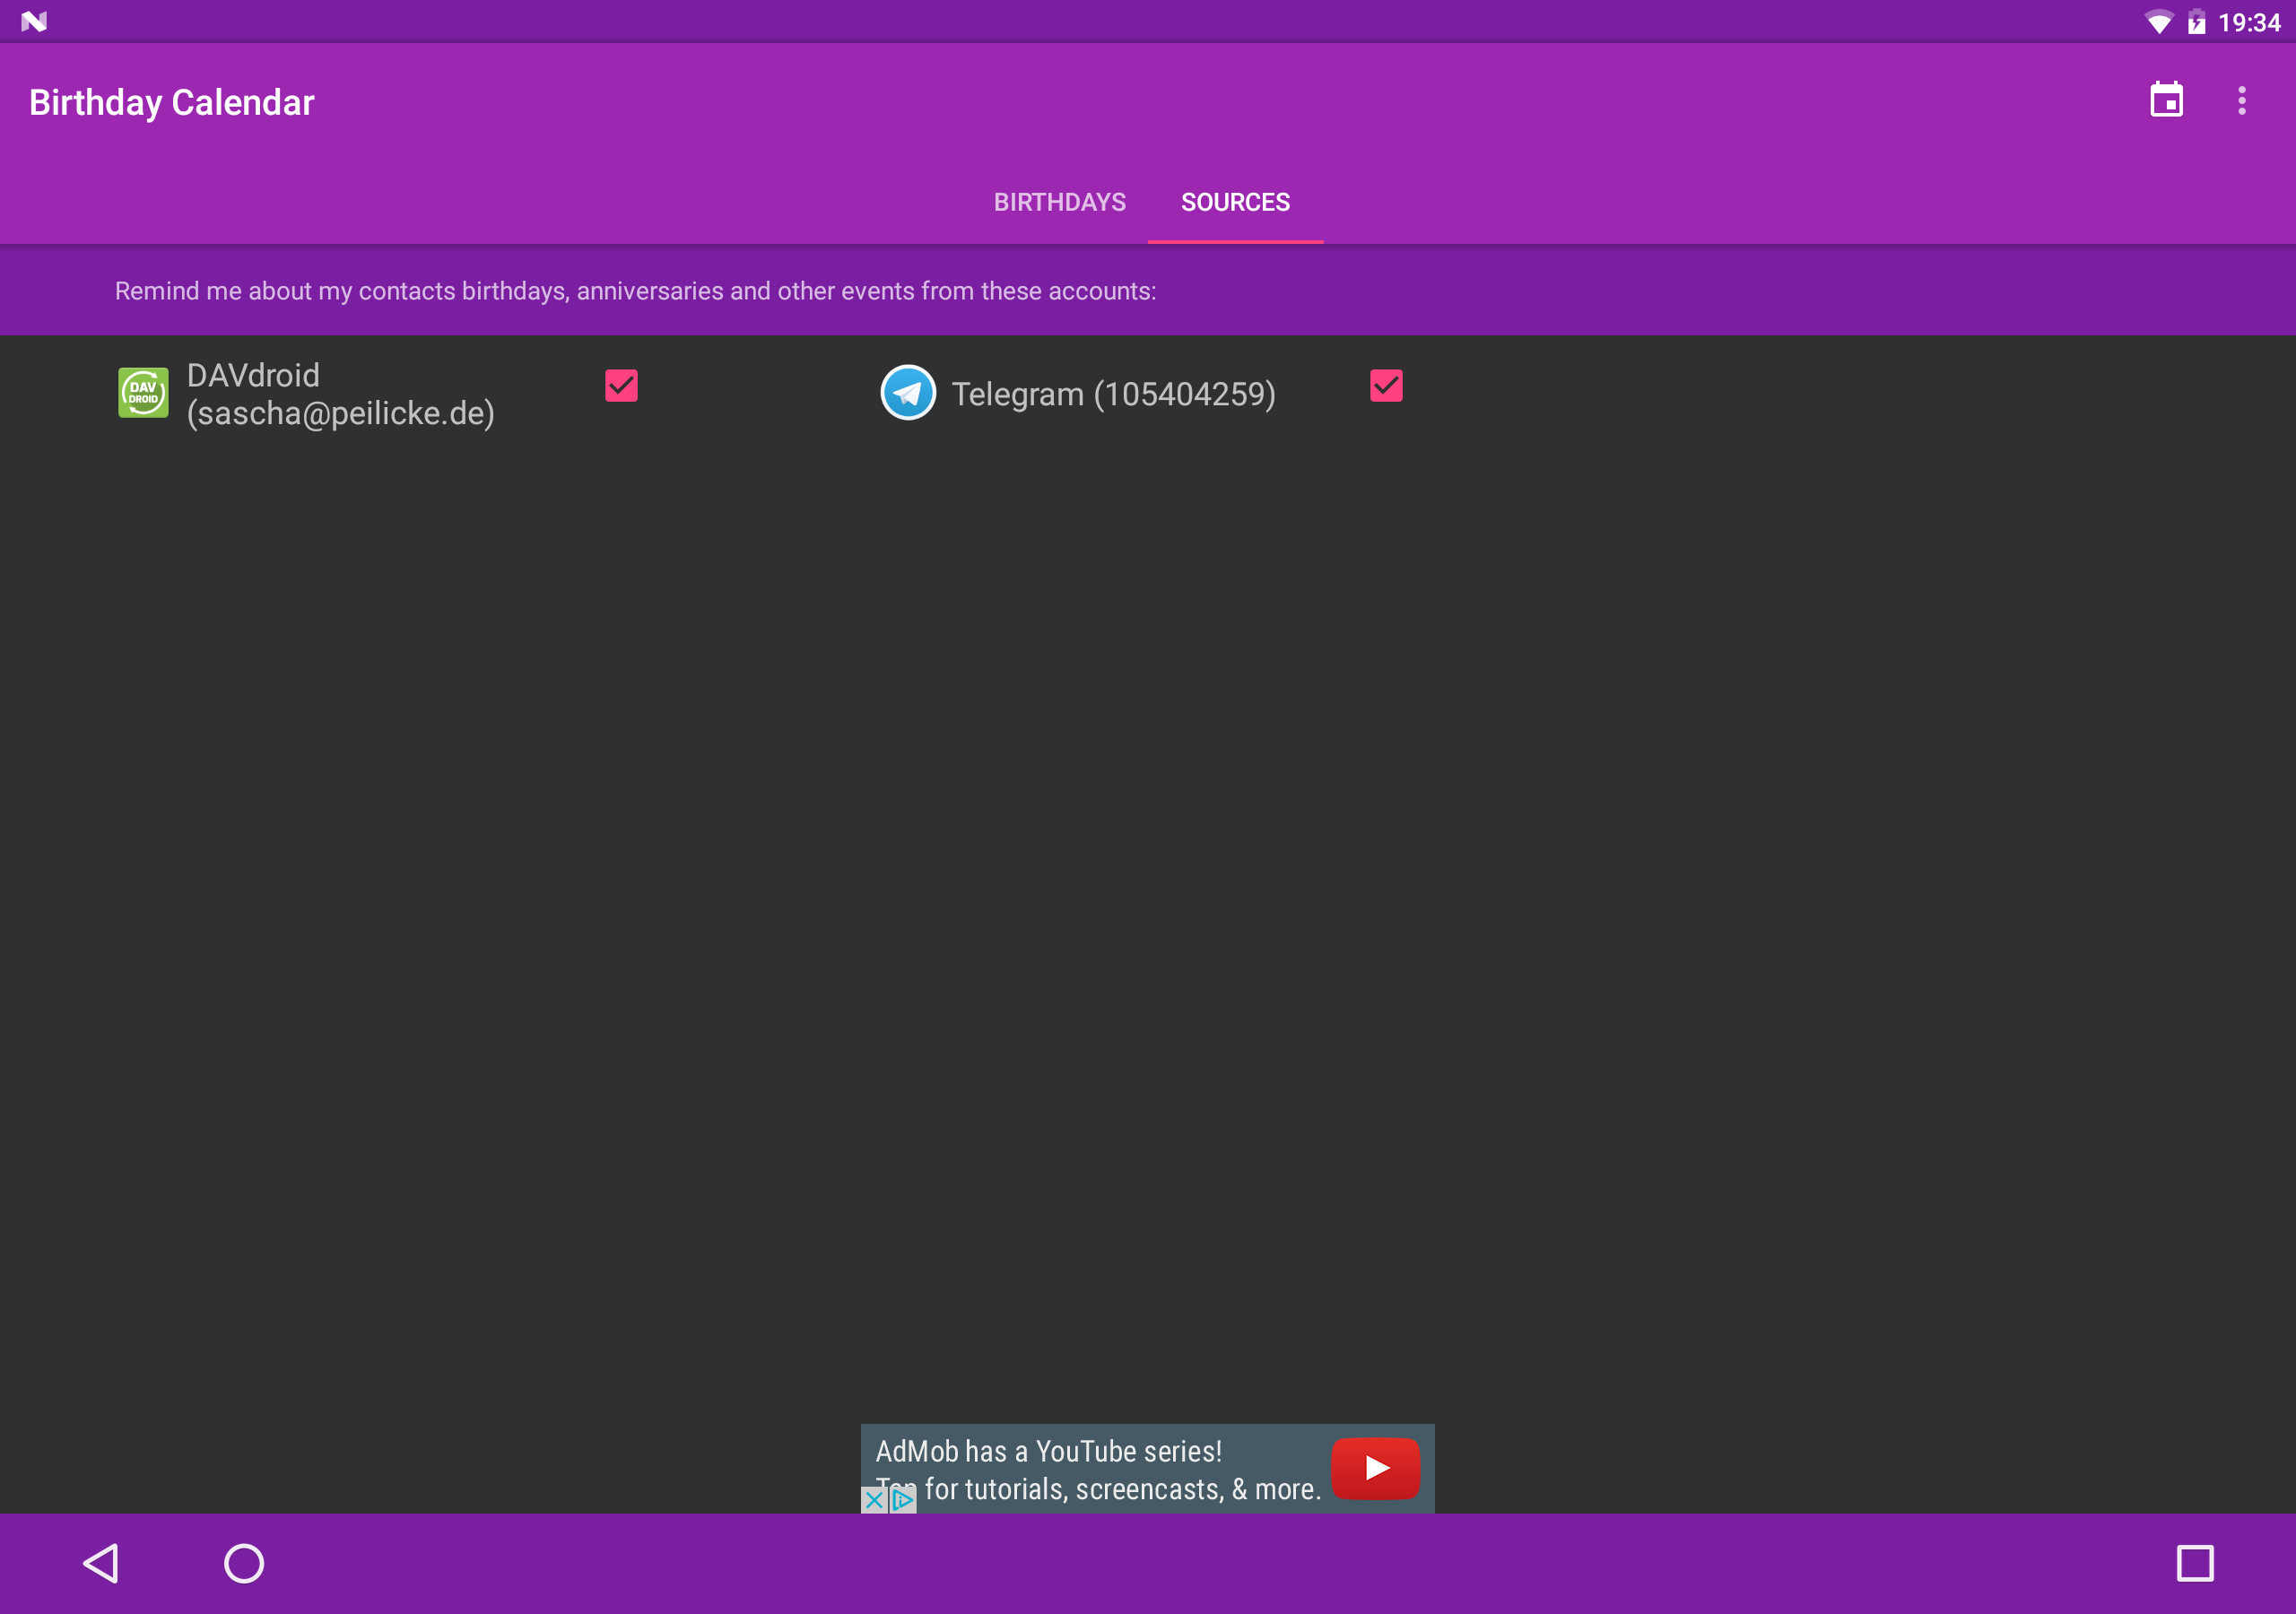 19:34
Birthday Calendar
BIRTHDAYS SOURCES
Remind me about my contacts birthdays, anniversaries and other events from these accounts:
DAV
DROID
DAVdroid
(sascha@peilicke.de)
Telegram (105404259)
AdMob has a YouTube series!
Tap for tutorials, screencasts, & more.